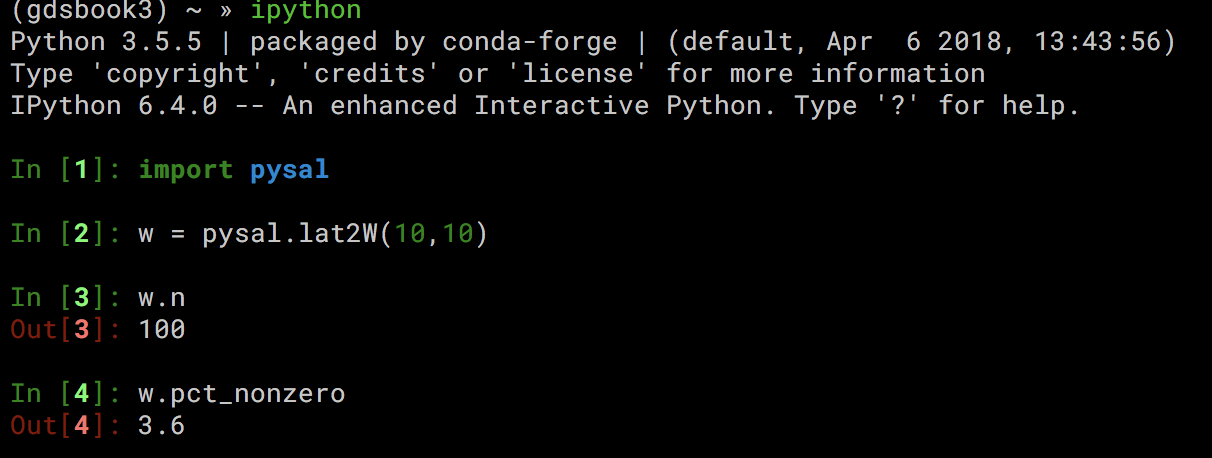 (gdsbook3) ~ » ipython
Python 3.5.5 | packaged by conda-forge | (default, Apr  6 2018, 13:43:56)
Type 'copyright', 'credits' or 'license' for more information
IPython 6.4.0 -- An enhanced Interactive Python. Type '?' for help.
In [1]: import pysal
In [2]: w = pysal.lat2W(10,10)
In [3]: w.n
Out[3]: 100
In [4]: w.pct_nonzero
Out[4]: 3.6